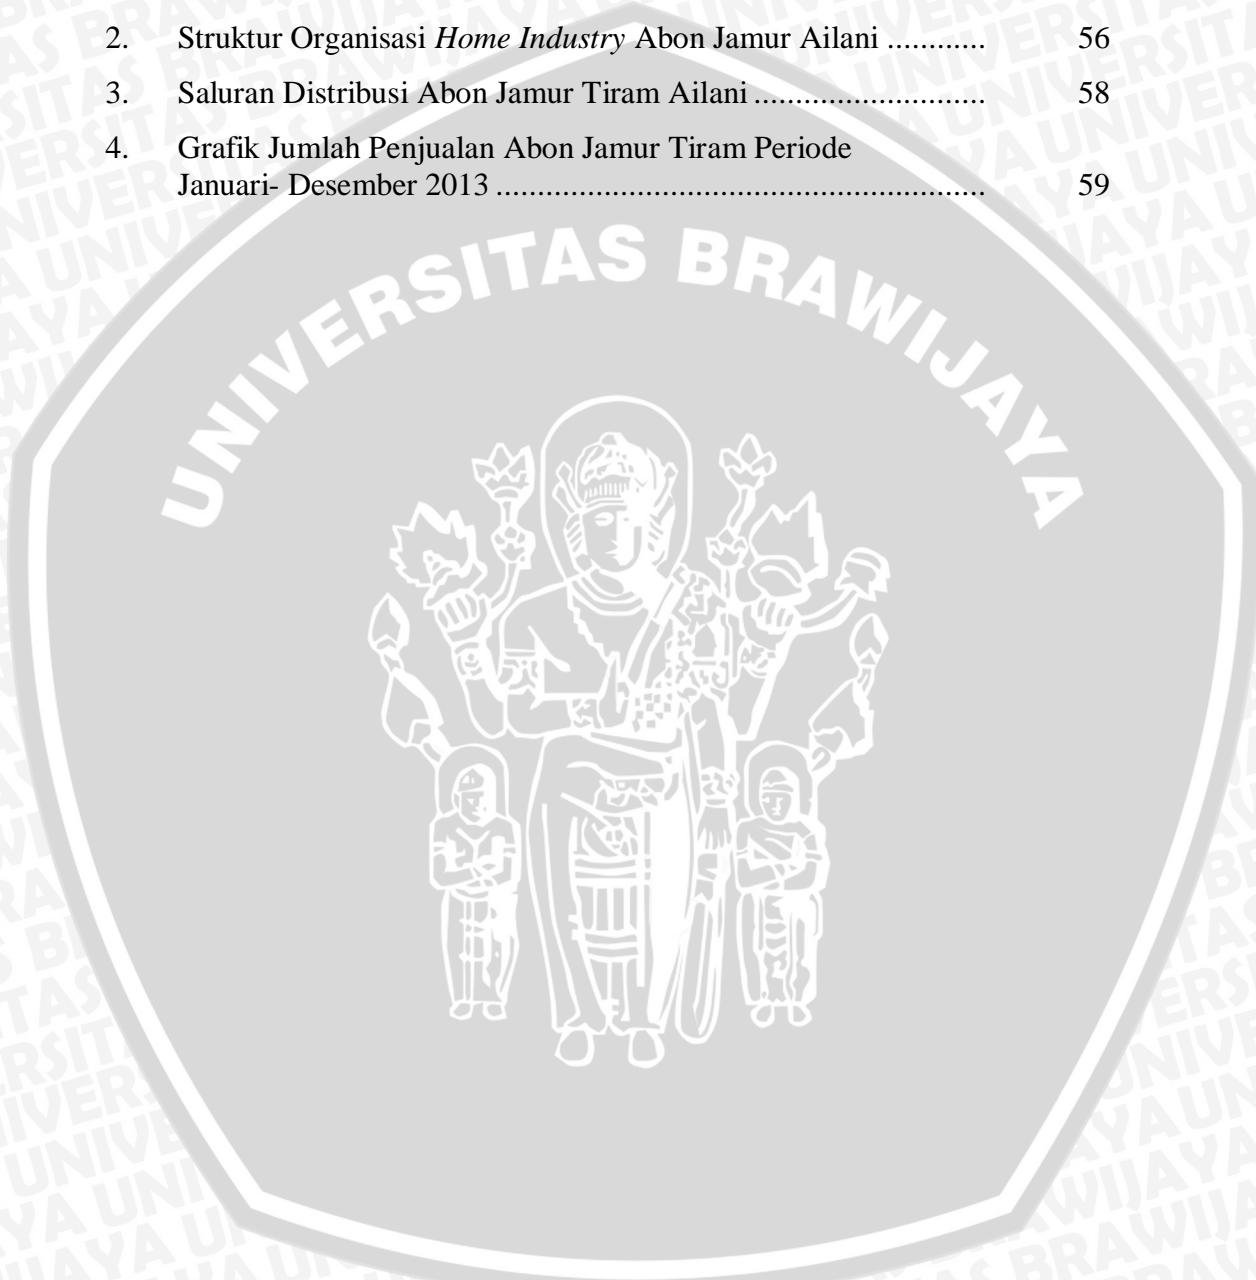 2. Struktur Organisasi Home Industry Abon Jamur Ailani ............ 56
3. Saluran Distribusi Abon Jamur Tiram Ailani ............................ 58
4. Grafik Jumlah Penjualan Abon Jamur Tiram Periode
Januari- Desember 2013 ........................................................... 59
UNIVERSITAS BRAWIJAYA